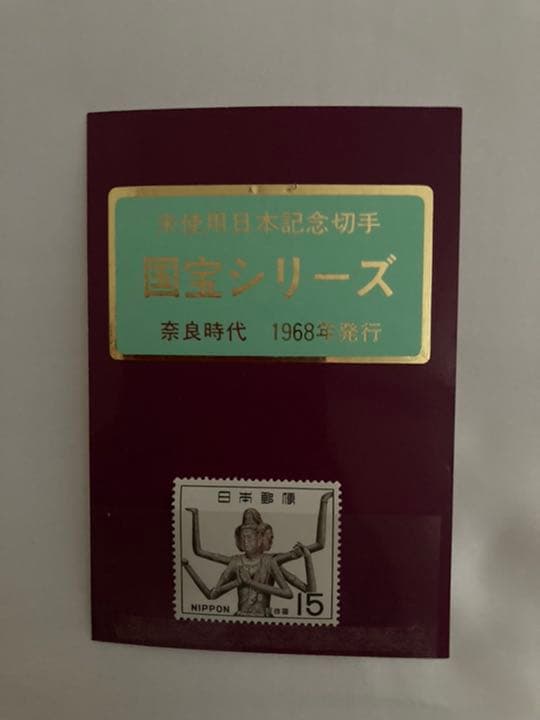 未使用日本記念切手
国宝シリーズ
奈良時代 1968年発行
日本郵便
NIPPON
15